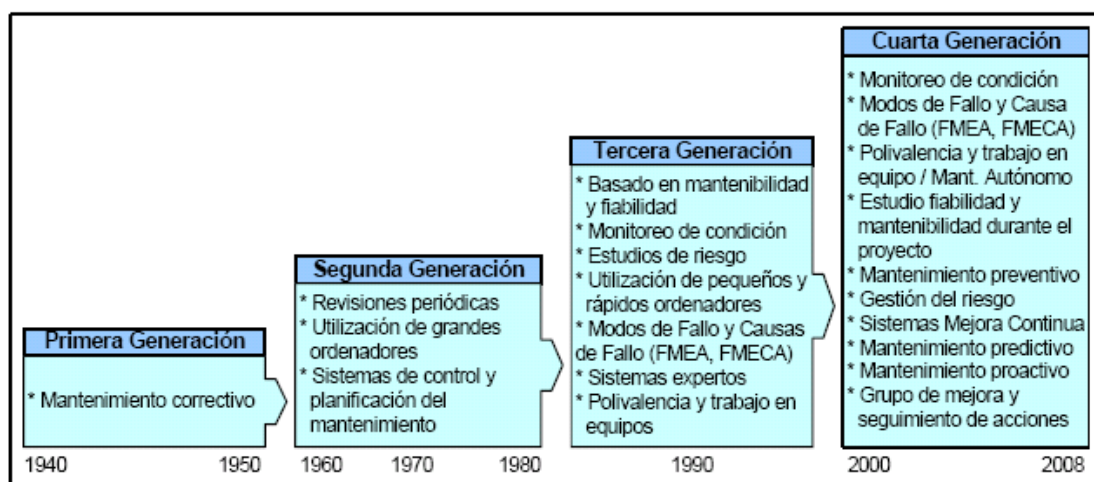 Primera Generación
* Mantenimiento correctivo
1940
1950
Segunda Generación
* Revisiones periódicas
* Utilización de grandes
ordenadores
* Sistemas de control y
planificación del
mantenimiento
1960
1970
1980
Tercera Generación
* Basado en mantenibilidad
y fiabilidad
* Monitoreo de condición
* Estudios de riesgo
* Utilización de pequeños y
rápidos ordenadores
* Modos de Fallo y Causas
de Fallo (FMEA, FMECA)
* Sistemas expertos
* Polivalencia y trabajo en
equipos
1990
Cuarta Generación
* Monitoreo de condición
* Modos de Fallo y Causa
de Fallo (FMEA, FMECA)
* Polivalencia y trabajo en
equipo / Mant. Autónomo
* Estudio fiabilidad y
mantenibilidad durante el
proyecto
* Mantenimiento preventivo
* Gestión del riesgo
* Sistemas Mejora Continua
* Mantenimiento predictivo
* Mantenimiento proactivo
* Grupo de mejora y
seguimiento de acciones
2000
2008